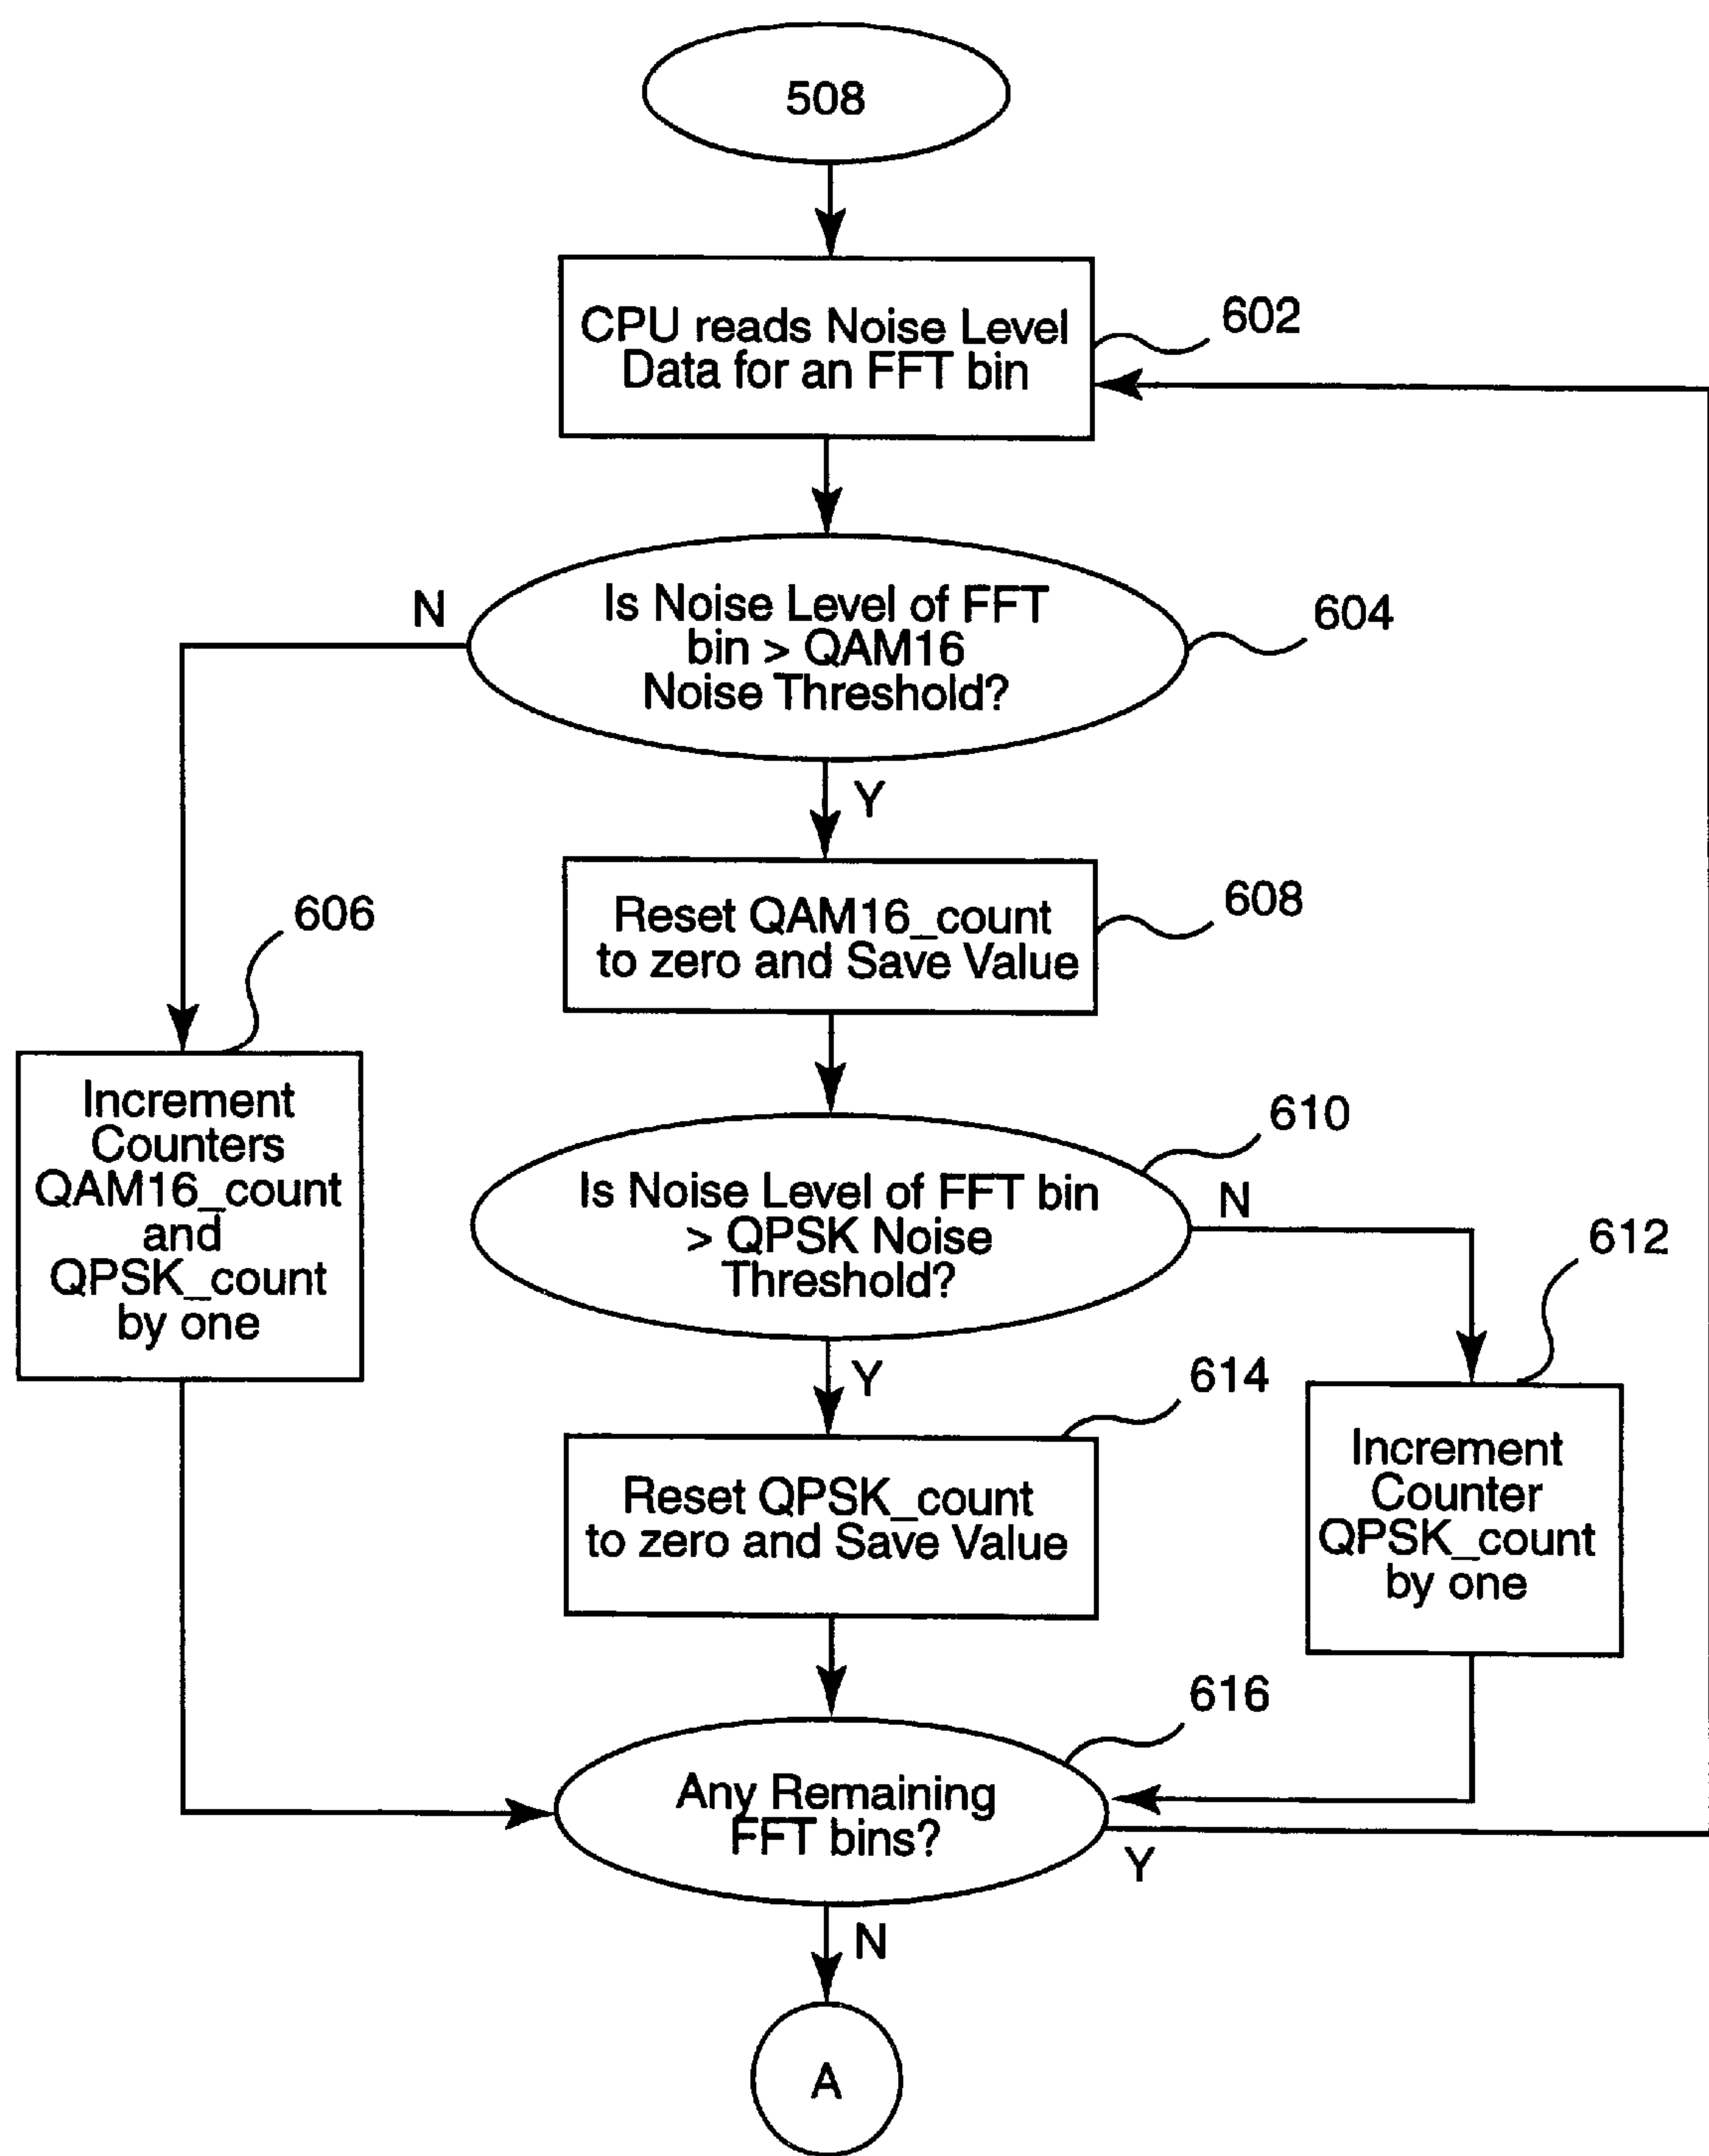 508
CPU reads Noise Level
Data for an FFT bin
602
Is Noise Level of FFT
bin > QAM16
Noise Threshold?
604
N
Y
Reset QAM16_count
to zero and Save Value
608
606
Increment
Counters
QAM16_count
and
QPSK_count
by one
610
Is Noise Level of FFT bin
> QPSK Noise
Threshold?
N
Y
612
Increment
Counter
QPSK_count
by one
614
Reset QPSK_count
to zero and Save Value
616
Any Remaining
FFT bins?
Y
N
A